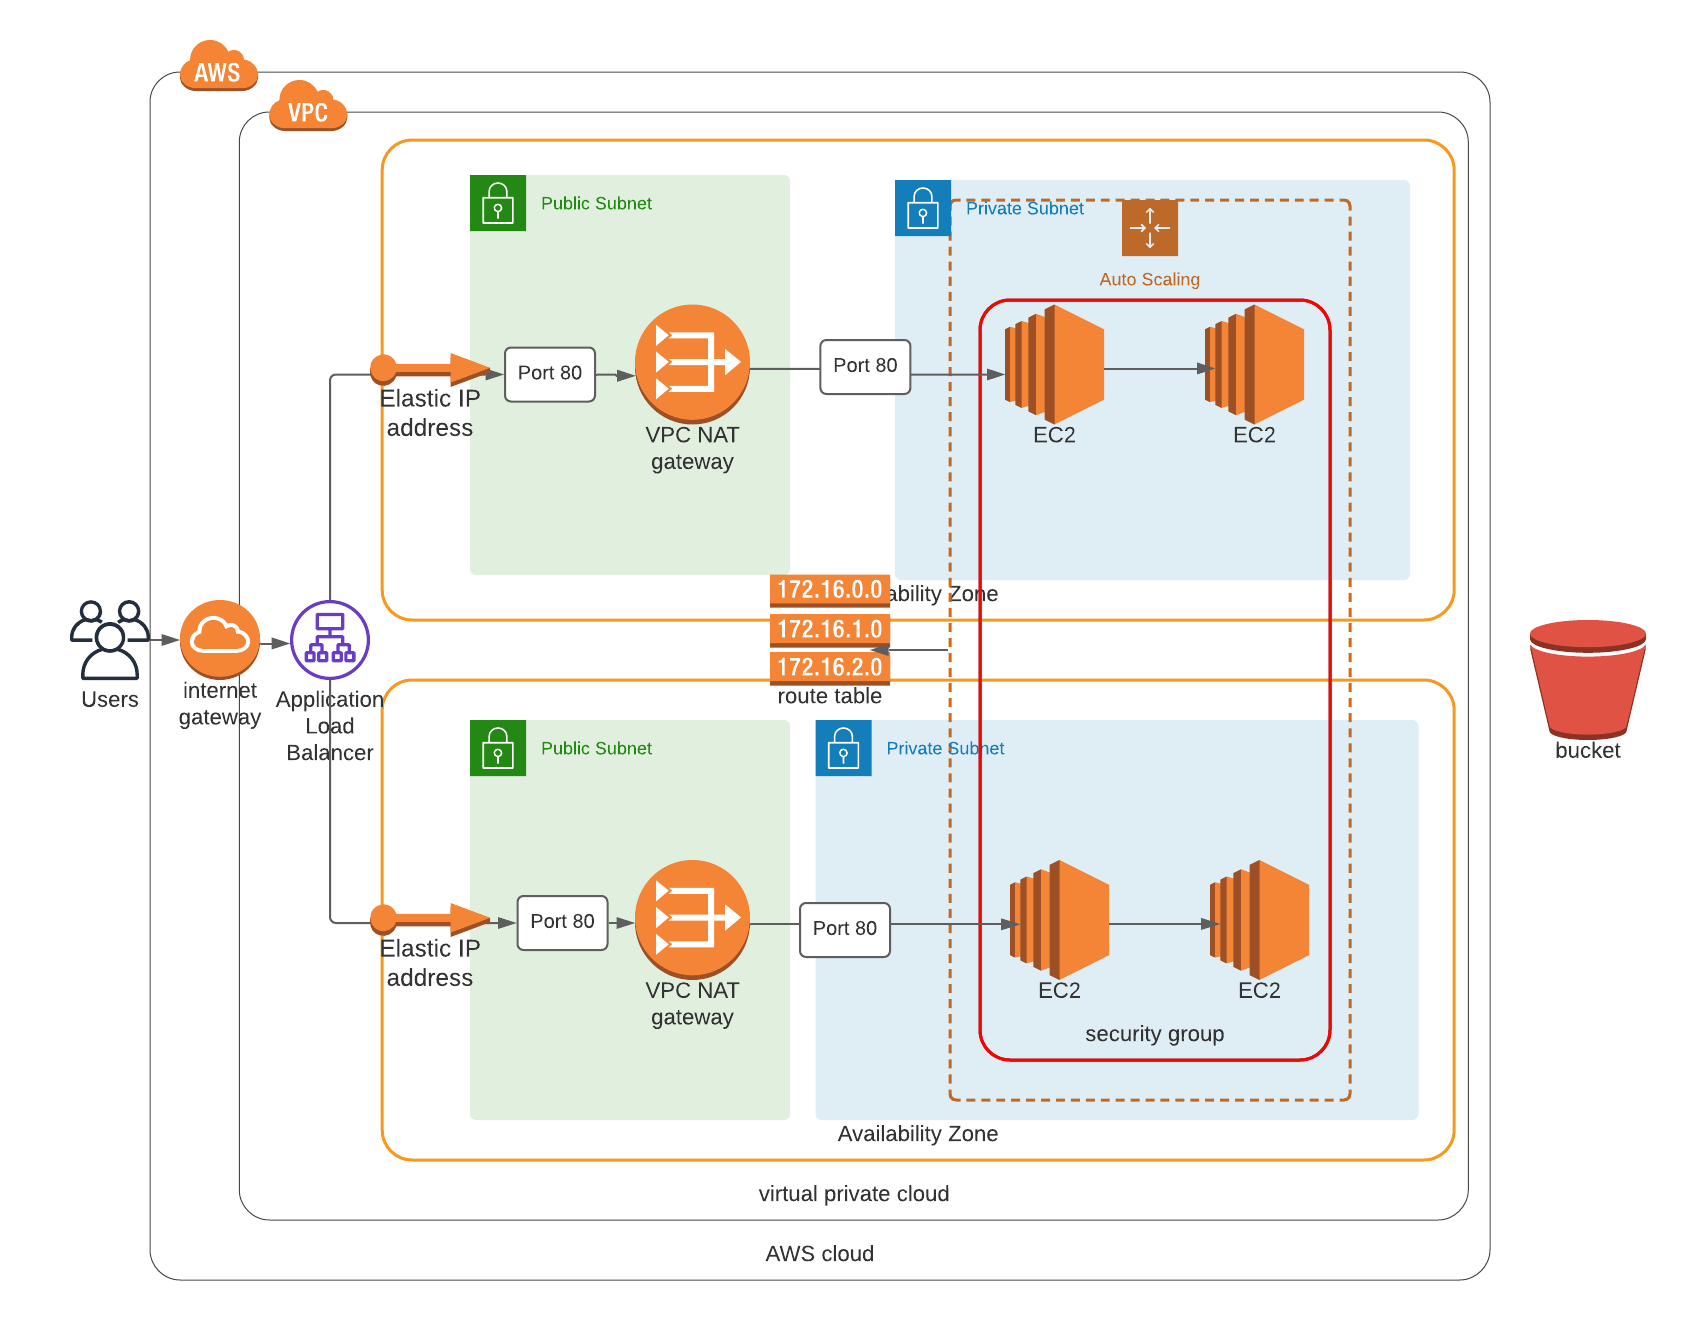 AWS
VPC
Public Subnet
Private Subnet
Auto Scaling
Port 80
Port 80
Elastic IP
address
VPC NAT
gateway
EC2
EC2
172.16.0.0
ability Zone
172.16.1.0
172.16.2.0
route table
Users
internet
gateway
Application
Load
Balancer
bucket
Public Subnet
Private Subnet
Port 80
Port 80
Elastic IP
address
VPC NAT
gateway
EC2
EC2
security group
Availability Zone
virtual private cloud
AWS cloud